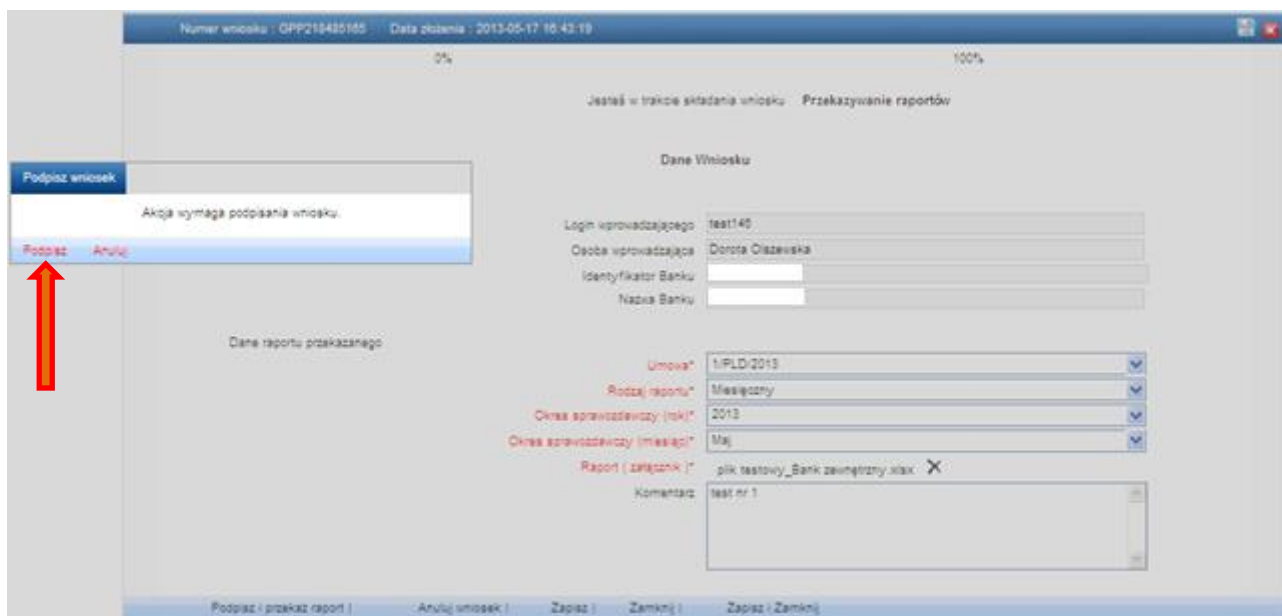 Numer wniosku : GPP218485165 Data złożenia : 2013-05-17 16:43:19
0% 100%
Jesteś w trakcie składania wniosku Przekazywanie raportów
Dane Wniosku
Podpisz wniosek
Akcja wymaga podpisania wniosku.
Podpisz Anuluj
Login wprowadzającego test146
Osoba wprowadzająca Dorota Olszewska
Identyfikator Banku
Nazwa Banku
Dane raportu przekazanego
Umowa* 1/PLD/2013
Rodzaj raportu* Miesięczny
Okres sprawozdawczy (rok)* 2013
Okres sprawozdawczy (miesiąc)* Maj
Raport ( załącznik )* plik testowy_Bank zewnętrzny.xlsx
Komentarz test nr 1
Podpisz i przekaż raport | Anuluj wniosek | Zapisz | Zamknij | Zapisz i Zamknij